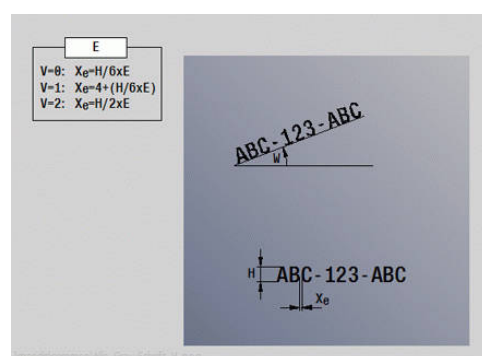 E
V=0: Xe=H/6xE
V=1: Xe=4+(H/6xE)
V=2: Xe=H/2xE
ABC-123-ABC
W
H
ABC-123-ABC
Xe